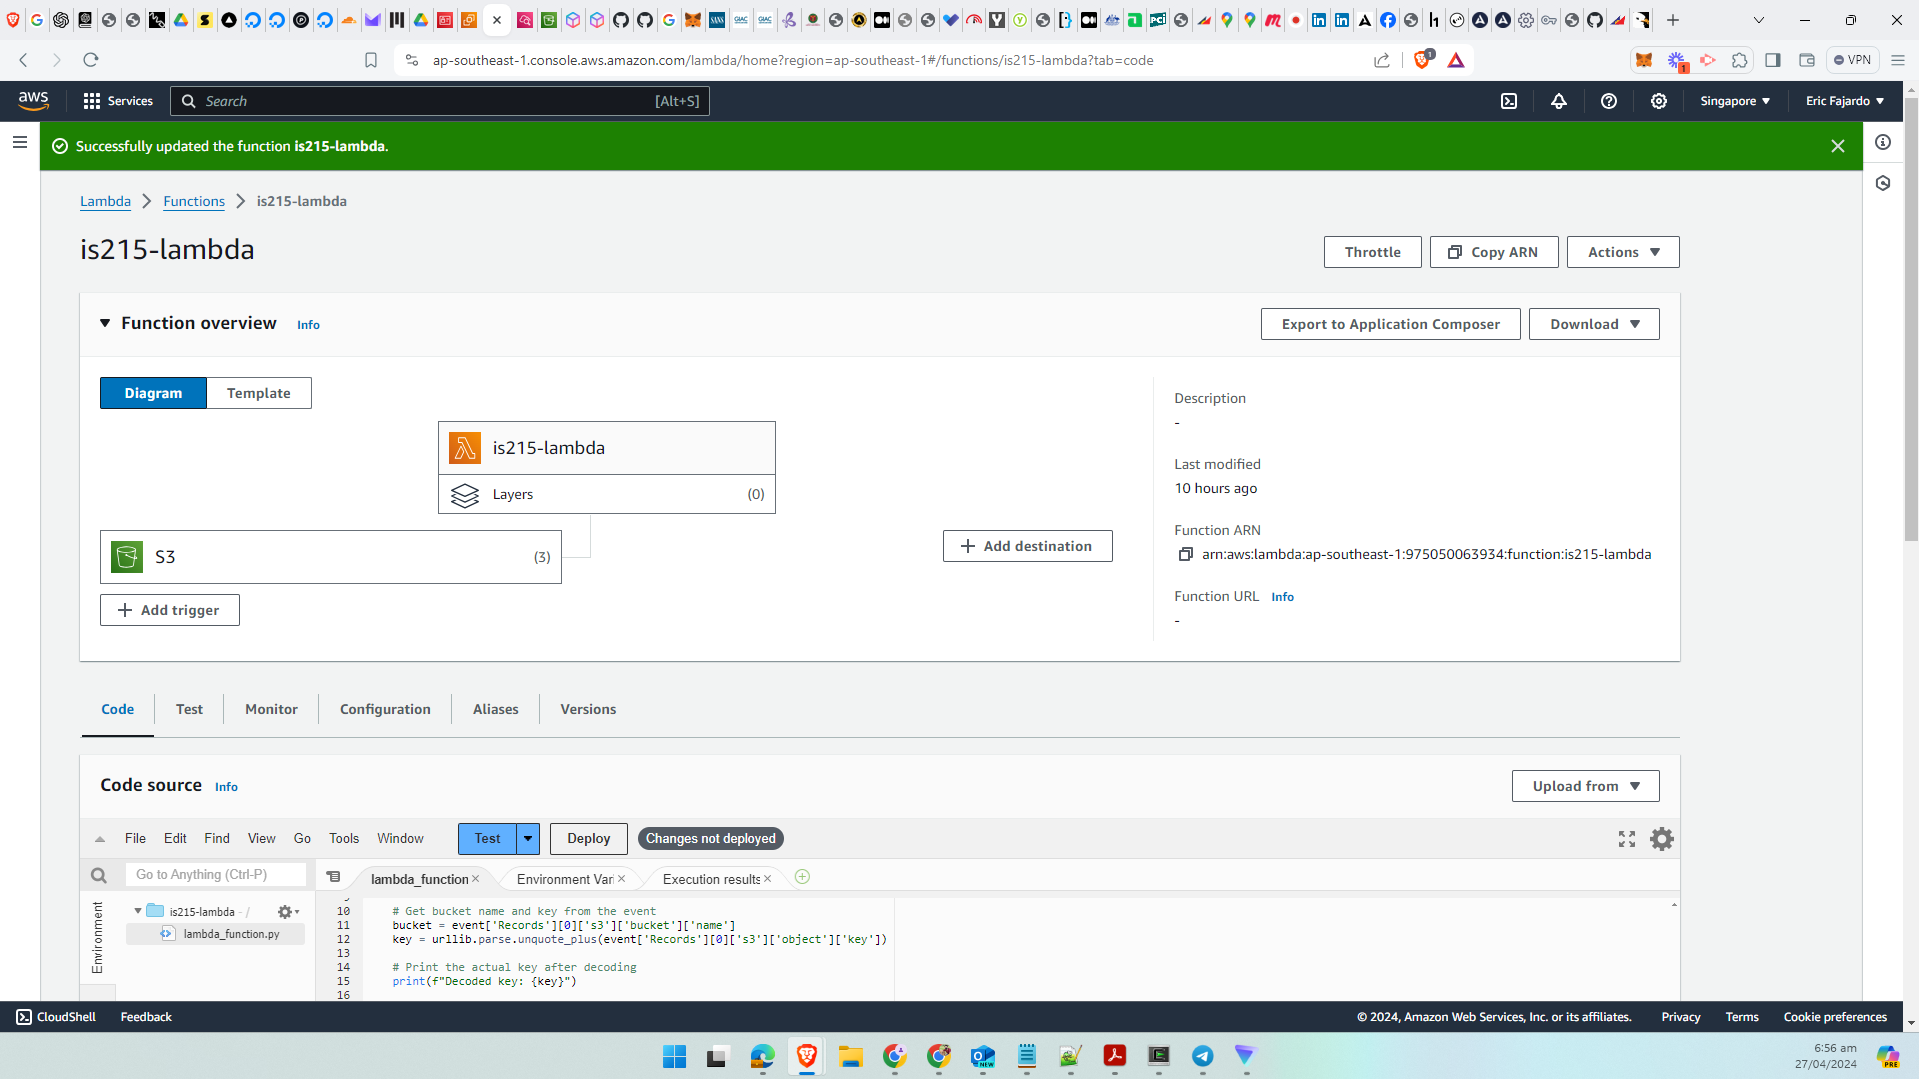 ap-southeast-1.console.aws.amazon.com/lambda/home?region=ap-southeast-1#/functions/is215-lambda?tab=code
1
1
VPN
aws
Services
Search
[Alt+S]
Singapore
Eric Fajardo
Successfully updated the function is215-lambda.
Lambda
Functions
is215-lambda
is215-lambda
Throttle
Copy ARN
Actions
Function overview
Info
Export to Application Composer
Download
Diagram
Template
is215-lambda
Layers
(0)
S3
(3)
Add trigger
Add destination
Description
-
Last modified
10 hours ago
Function ARN
arn:aws:lambda:ap-southeast-1:975050063934:function:is215-lambda
Function URL
Info
-
Code
Test
Monitor
Configuration
Aliases
Versions
Code source
Info
Upload from
File
Edit
Find
View
Go
Tools
Window
Test
Deploy
Changes not deployed
Go to Anything (Ctrl-P)
lambda_function
Environment Vari
Execution results
Environment
is215-lambda - /
lambda_function.py
10 # Get bucket name and key from the event
11 bucket = event['Records'][0]['s3']['bucket']['name']
12 key = urllib.parse.unquote_plus(event['Records'][0]['s3']['object']['key'])
13
14 # Print the actual key after decoding
15 print(f"Decoded key: {key}")
16
CloudShell
Feedback
© 2024, Amazon Web Services, Inc. or its affiliates.
Privacy
Terms
Cookie preferences
NEW
6:56 am
27/04/2024
PRE